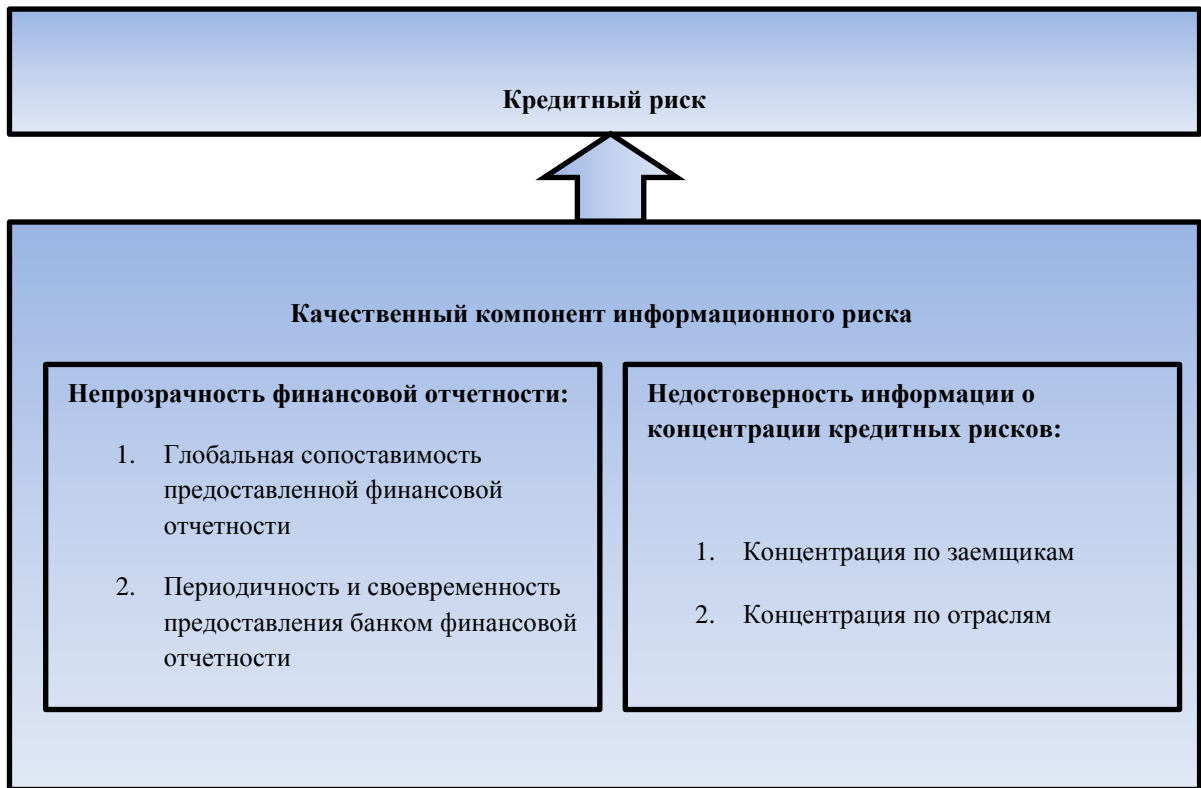 Кредитный риск
Качественный компонент информационного риска
Непрозрачность финансовой отчетности:
1. Глобальная сопоставимость
предоставленной финансовой
отчетности
2. Периодичность и своевременность
предоставления банком финансовой
отчетности
Недостоверность информации о
концентрации кредитных рисков:
1. Концентрация по заемщикам
2. Концентрация по отраслям